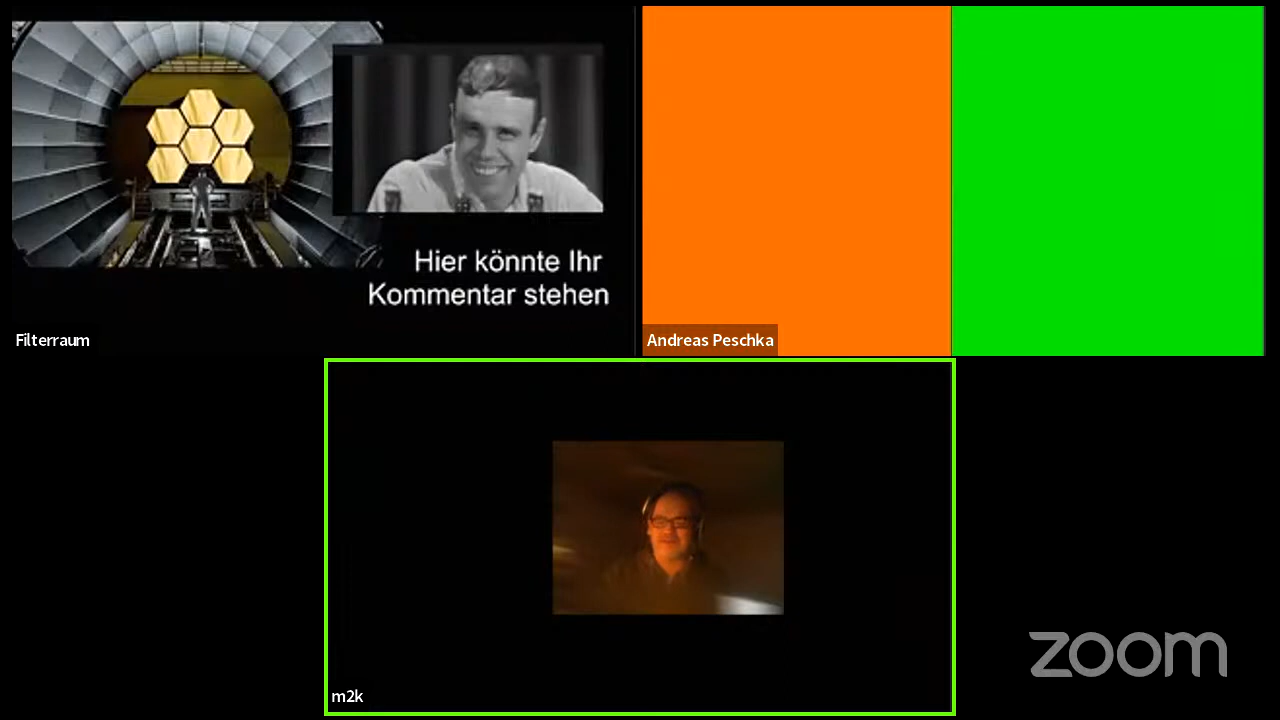 Hier könnte Ihr
Kommentar stehen
Filterraum
Andreas Peschka
m2k
zoom